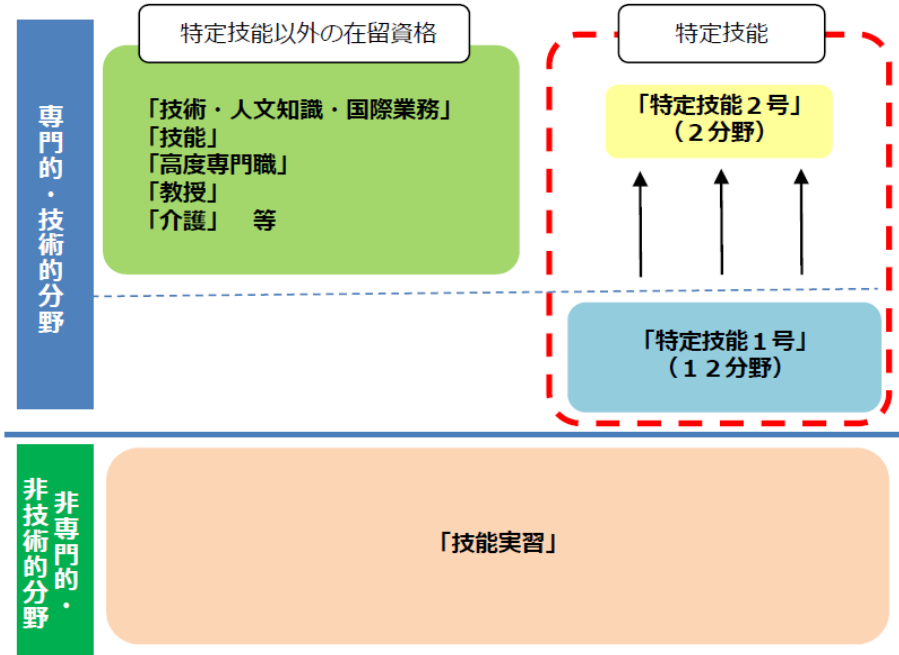 特定技能以外の在留資格
特定技能
専門的・技術的分野
「技術・人文知識・国際業務」
「技能」
「高度専門職」
「教授」
「介護」　等
「特定技能２号」
（２分野）
「特定技能１号」
（１２分野）
非専門的・
非技術的分野
「技能実習」